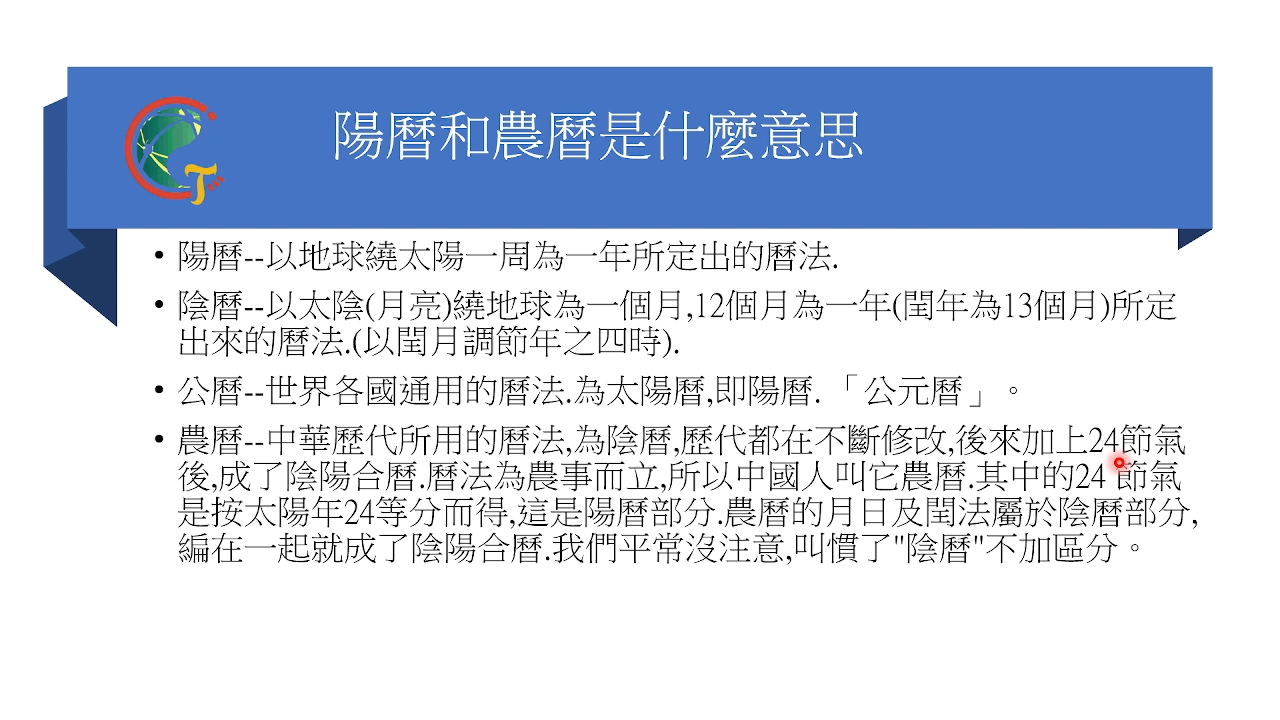 陽曆和農曆是什麼意思
• 陽曆--以地球繞太陽一周為一年所定出的曆法.
• 陰曆--以太陰(月亮)繞地球為一個月,12個月為一年(閏年為13個月)所定
出來的曆法.(以閏月調節年之四時).
• 公曆--世界各國通用的曆法.為太陽曆,即陽曆. 「公元曆」。
• 農曆--中華歷代所用的曆法,為陰曆,歷代都在不斷修改,後來加上24節氣
後,成了陰陽合曆.曆法為農事而立,所以中國人叫它農曆.其中的24 節氣
是按太陽年24等分而得,這是陽曆部分.農曆的月日及閏法屬於陰曆部分,
編在一起就成了陰陽合曆.我們平常沒注意,叫慣了"陰曆"不加區分。